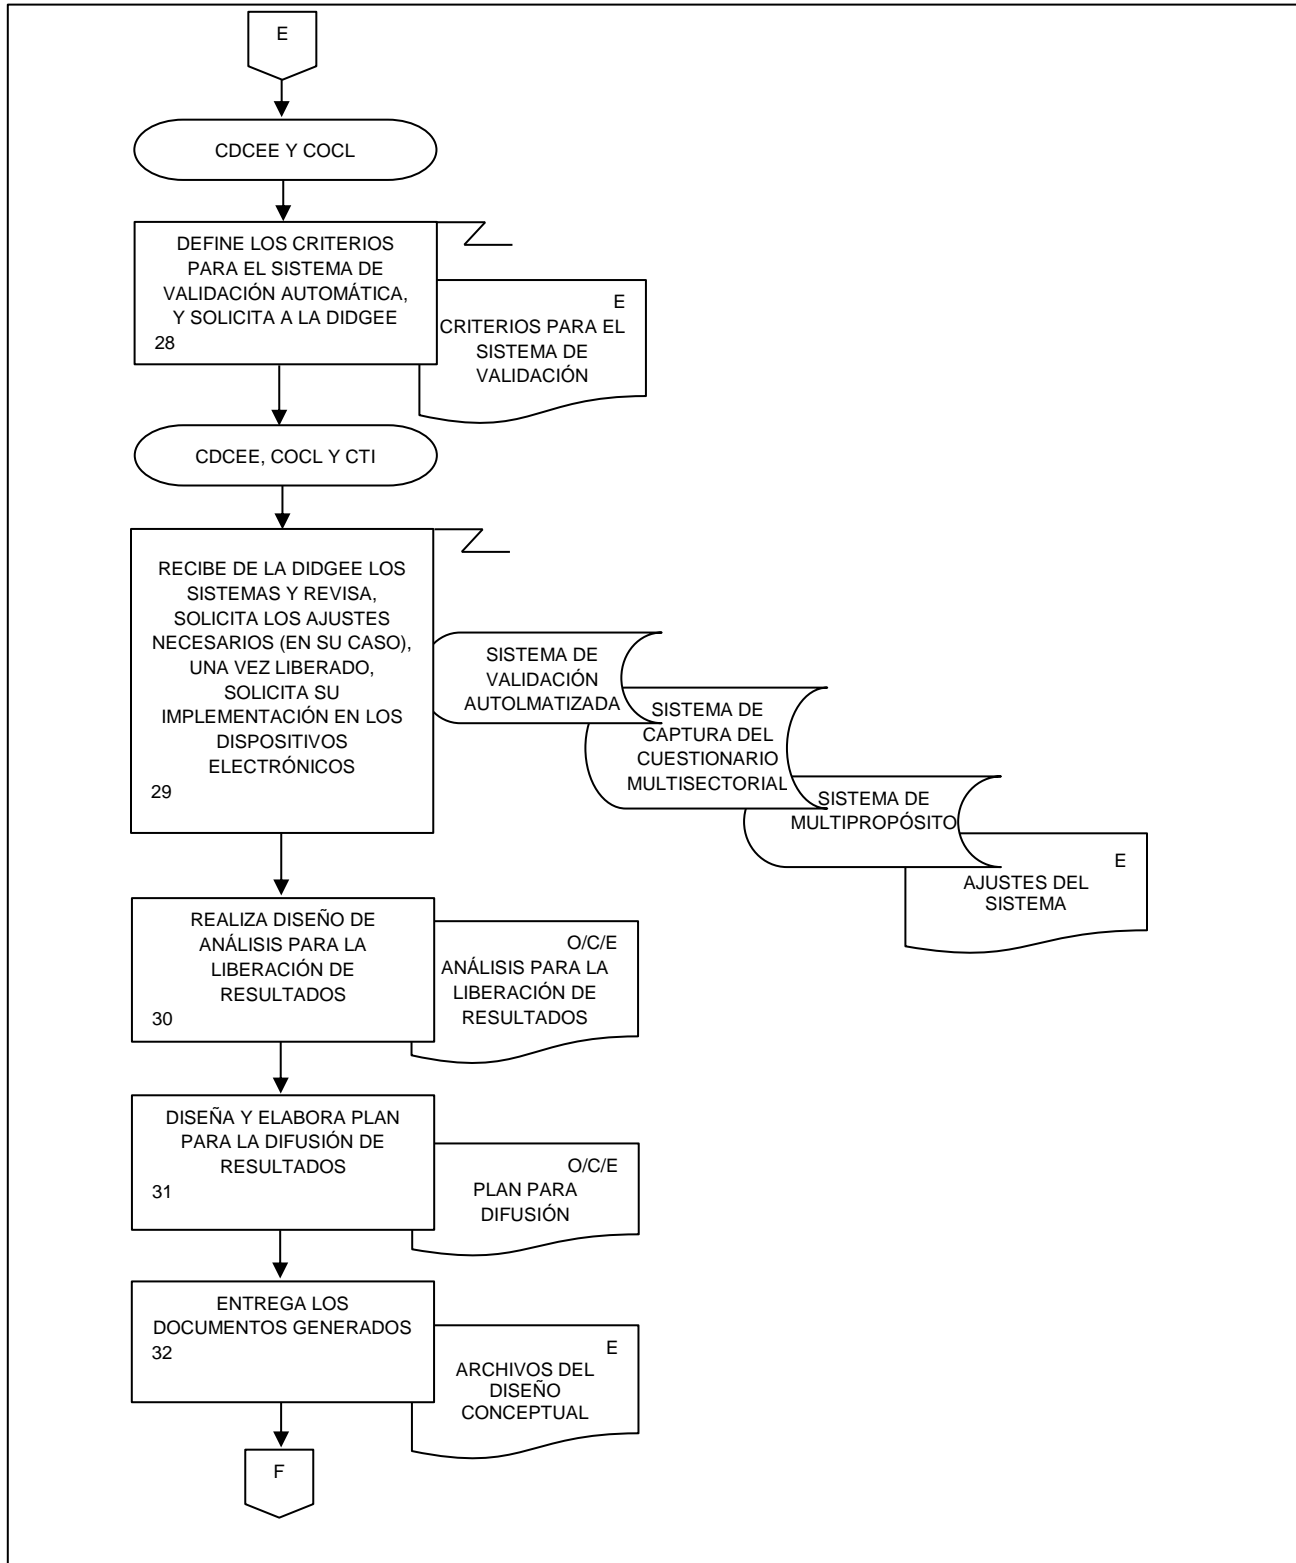 E
CDCEE Y COCL
DEFINE LOS CRITERIOS
PARA EL SISTEMA DE
VALIDACIÓN AUTOMÁTICA,
Y SOLICITA A LA DIDGEE
28
E
CRITERIOS PARA EL
SISTEMA DE
VALIDACIÓN
CDCEE, COCL Y CTI
RECIBE DE LA DIDGEE LOS
SISTEMAS Y REVISA,
SOLICITA LOS AJUSTES
NECESARIOS (EN SU CASO),
UNA VEZ LIBERADO,
SOLICITA SU
IMPLEMENTACIÓN EN LOS
DISPOSITIVOS
ELECTRÓNICOS
29
SISTEMA DE
VALIDACIÓN
AUTOLMATIZADA
SISTEMA DE
CAPTURA DEL
CUESTIONARIO
MULTISECTORIAL
SISTEMA DE
MULTIPROPÓSITO
E
AJUSTES DEL
SISTEMA
REALIZA DISEÑO DE
ANÁLISIS PARA LA
LIBERACIÓN DE
RESULTADOS
30
O/C/E
ANÁLISIS PARA LA
LIBERACIÓN DE
RESULTADOS
DISEÑA Y ELABORA PLAN
PARA LA DIFUSIÓN DE
RESULTADOS
31
O/C/E
PLAN PARA
DIFUSIÓN
ENTREGA LOS
DOCUMENTOS GENERADOS
32
E
ARCHIVOS DEL
DISEÑO
CONCEPTUAL
F